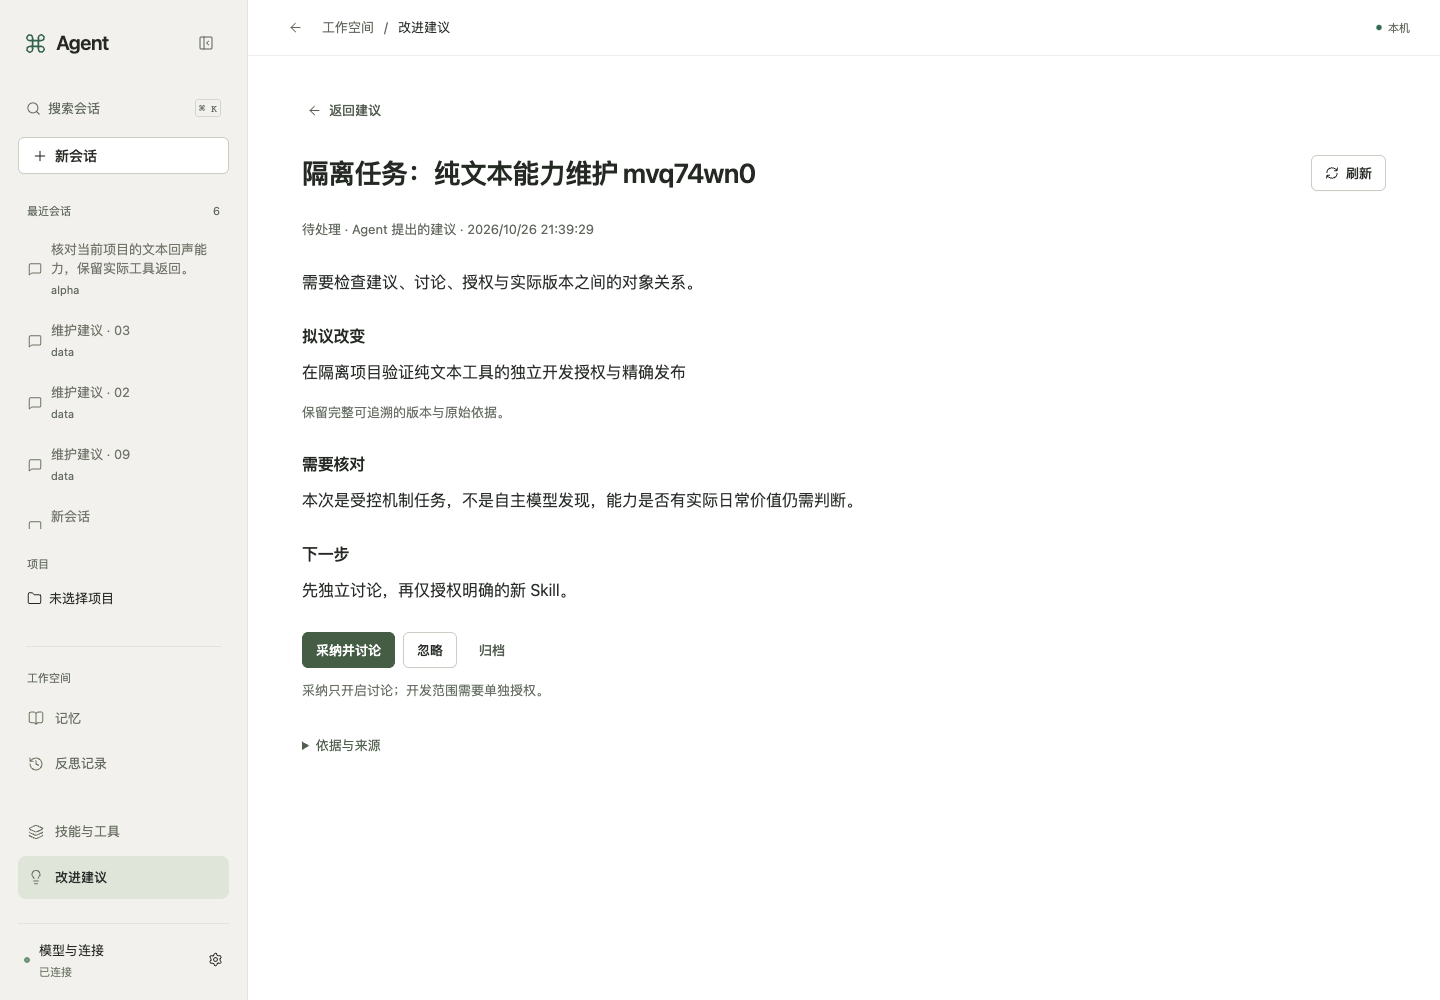 Agent
搜索会话
⌘ K
新会话
最近会话
6
核对当前项目的文本回声能
力，保留实际工具返回。
alpha
维护建议 · 03
data
维护建议 · 02
data
维护建议 · 09
data
新会话
项目
未选择项目
工作空间
记忆
反思记录
技能与工具
改进建议
模型与连接
已连接
工作空间 / 改进建议
本机
返回建议
隔离任务：纯文本能力维护 mvq74wn0
刷新
待处理 · Agent 提出的建议 · 2026/10/26 21:39:29
需要检查建议、讨论、授权与实际版本之间的对象关系。
拟议改变
在隔离项目验证纯文本工具的独立开发授权与精确发布
保留完整可追溯的版本与原始依据。
需要核对
本次是受控机制任务，不是自主模型发现，能力是否有实际日常价值仍需判断。
下一步
先独立讨论，再仅授权明确的新 Skill。
采纳并讨论
忽略
归档
采纳只开启讨论；开发范围需要单独授权。
依据与来源